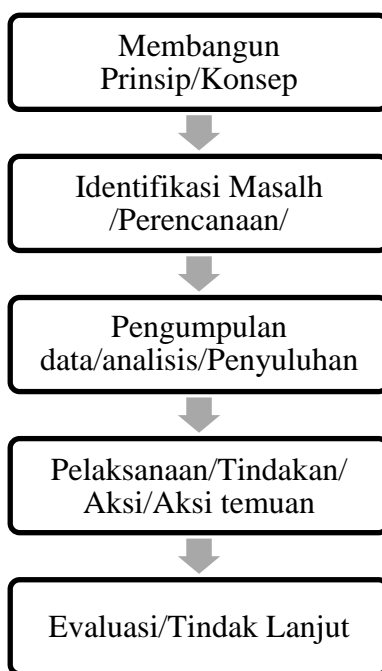 Membangun
Prinsip/Konsep
Identifikasi Masalh
/Perencanaan/
Pengumpulan
data/analisis/Penyuluhan
Pelaksanaan/Tindakan/
Aksi/Aksi temuan
Evaluasi/Tindak Lanjut